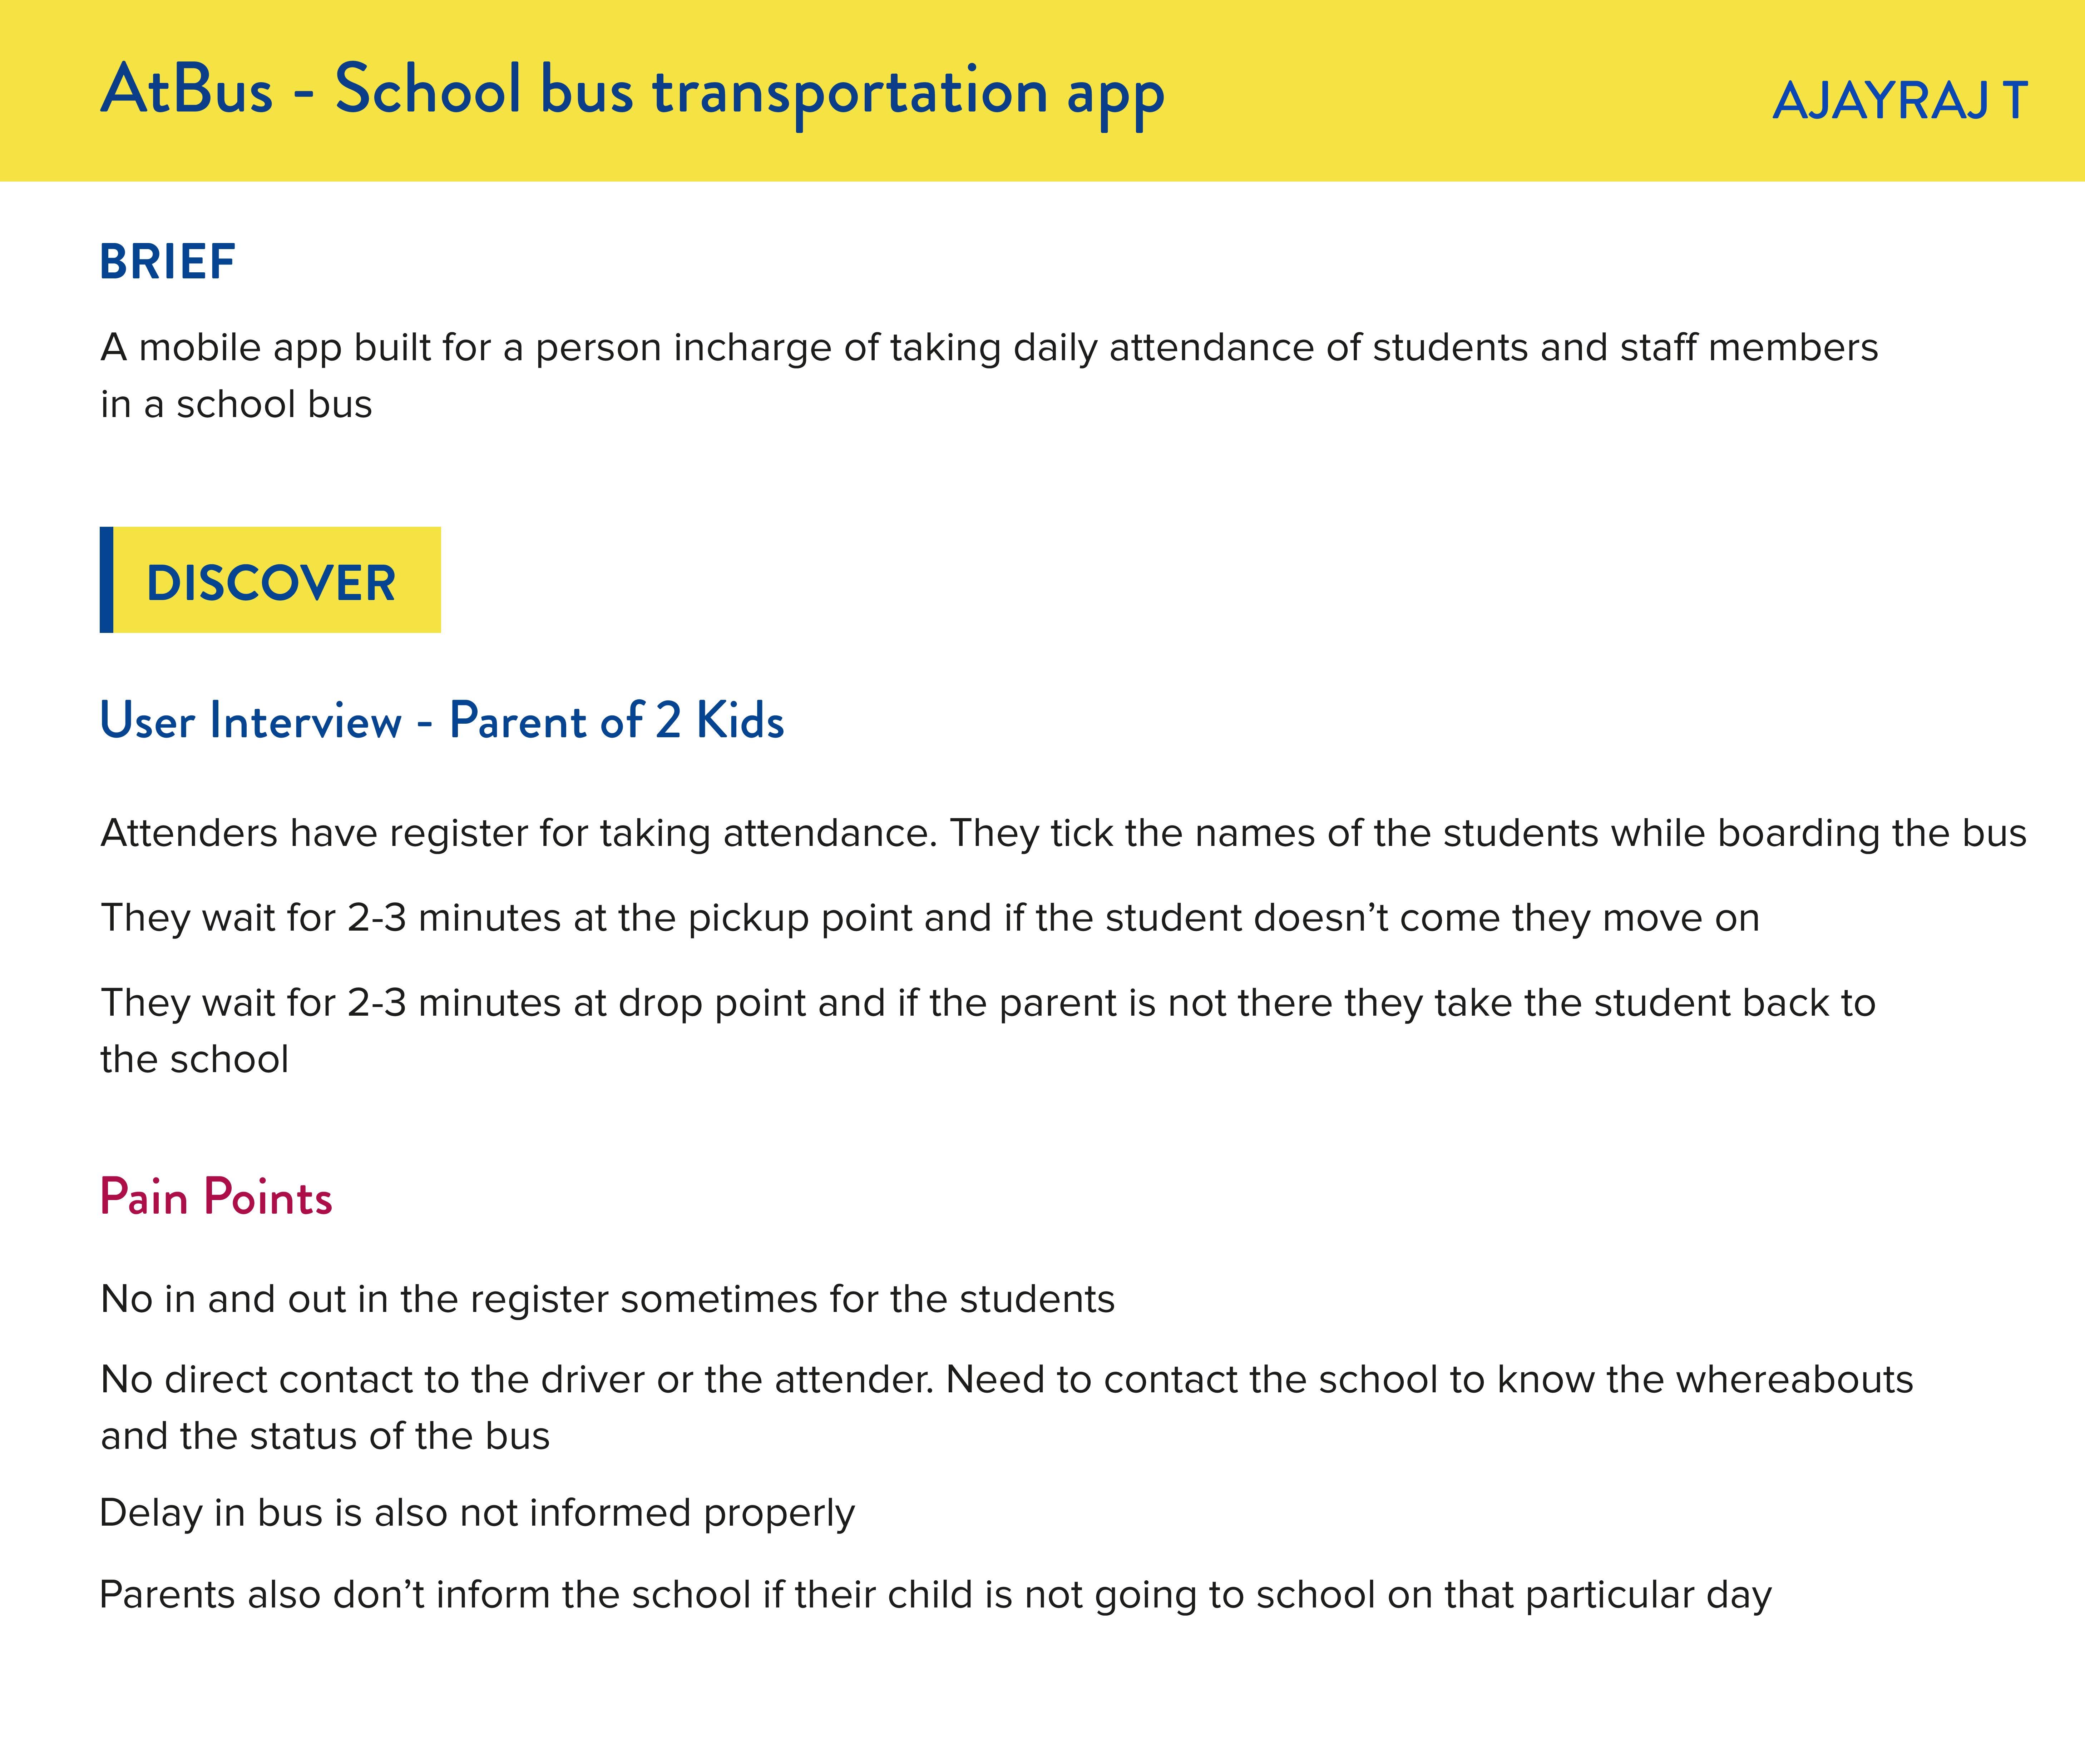 AtBus - School bus transportation app
AJAYRAJ T
BRIEF
A mobile app built for a person incharge of taking daily attendance of students and staff members
in a school bus
DISCOVER
User Interview - Parent of 2 Kids
Attenders have register for taking attendance. They tick the names of the students while boarding the bus
They wait for 2-3 minutes at the pickup point and if the student doesn’t come they move on
They wait for 2-3 minutes at drop point and if the parent is not there they take the student back to
the school
Pain Points
No in and out in the register sometimes for the students
No direct contact to the driver or the attender. Need to contact the school to know the whereabouts
and the status of the bus
Delay in bus is also not informed properly
Parents also don’t inform the school if their child is not going to school on that particular day